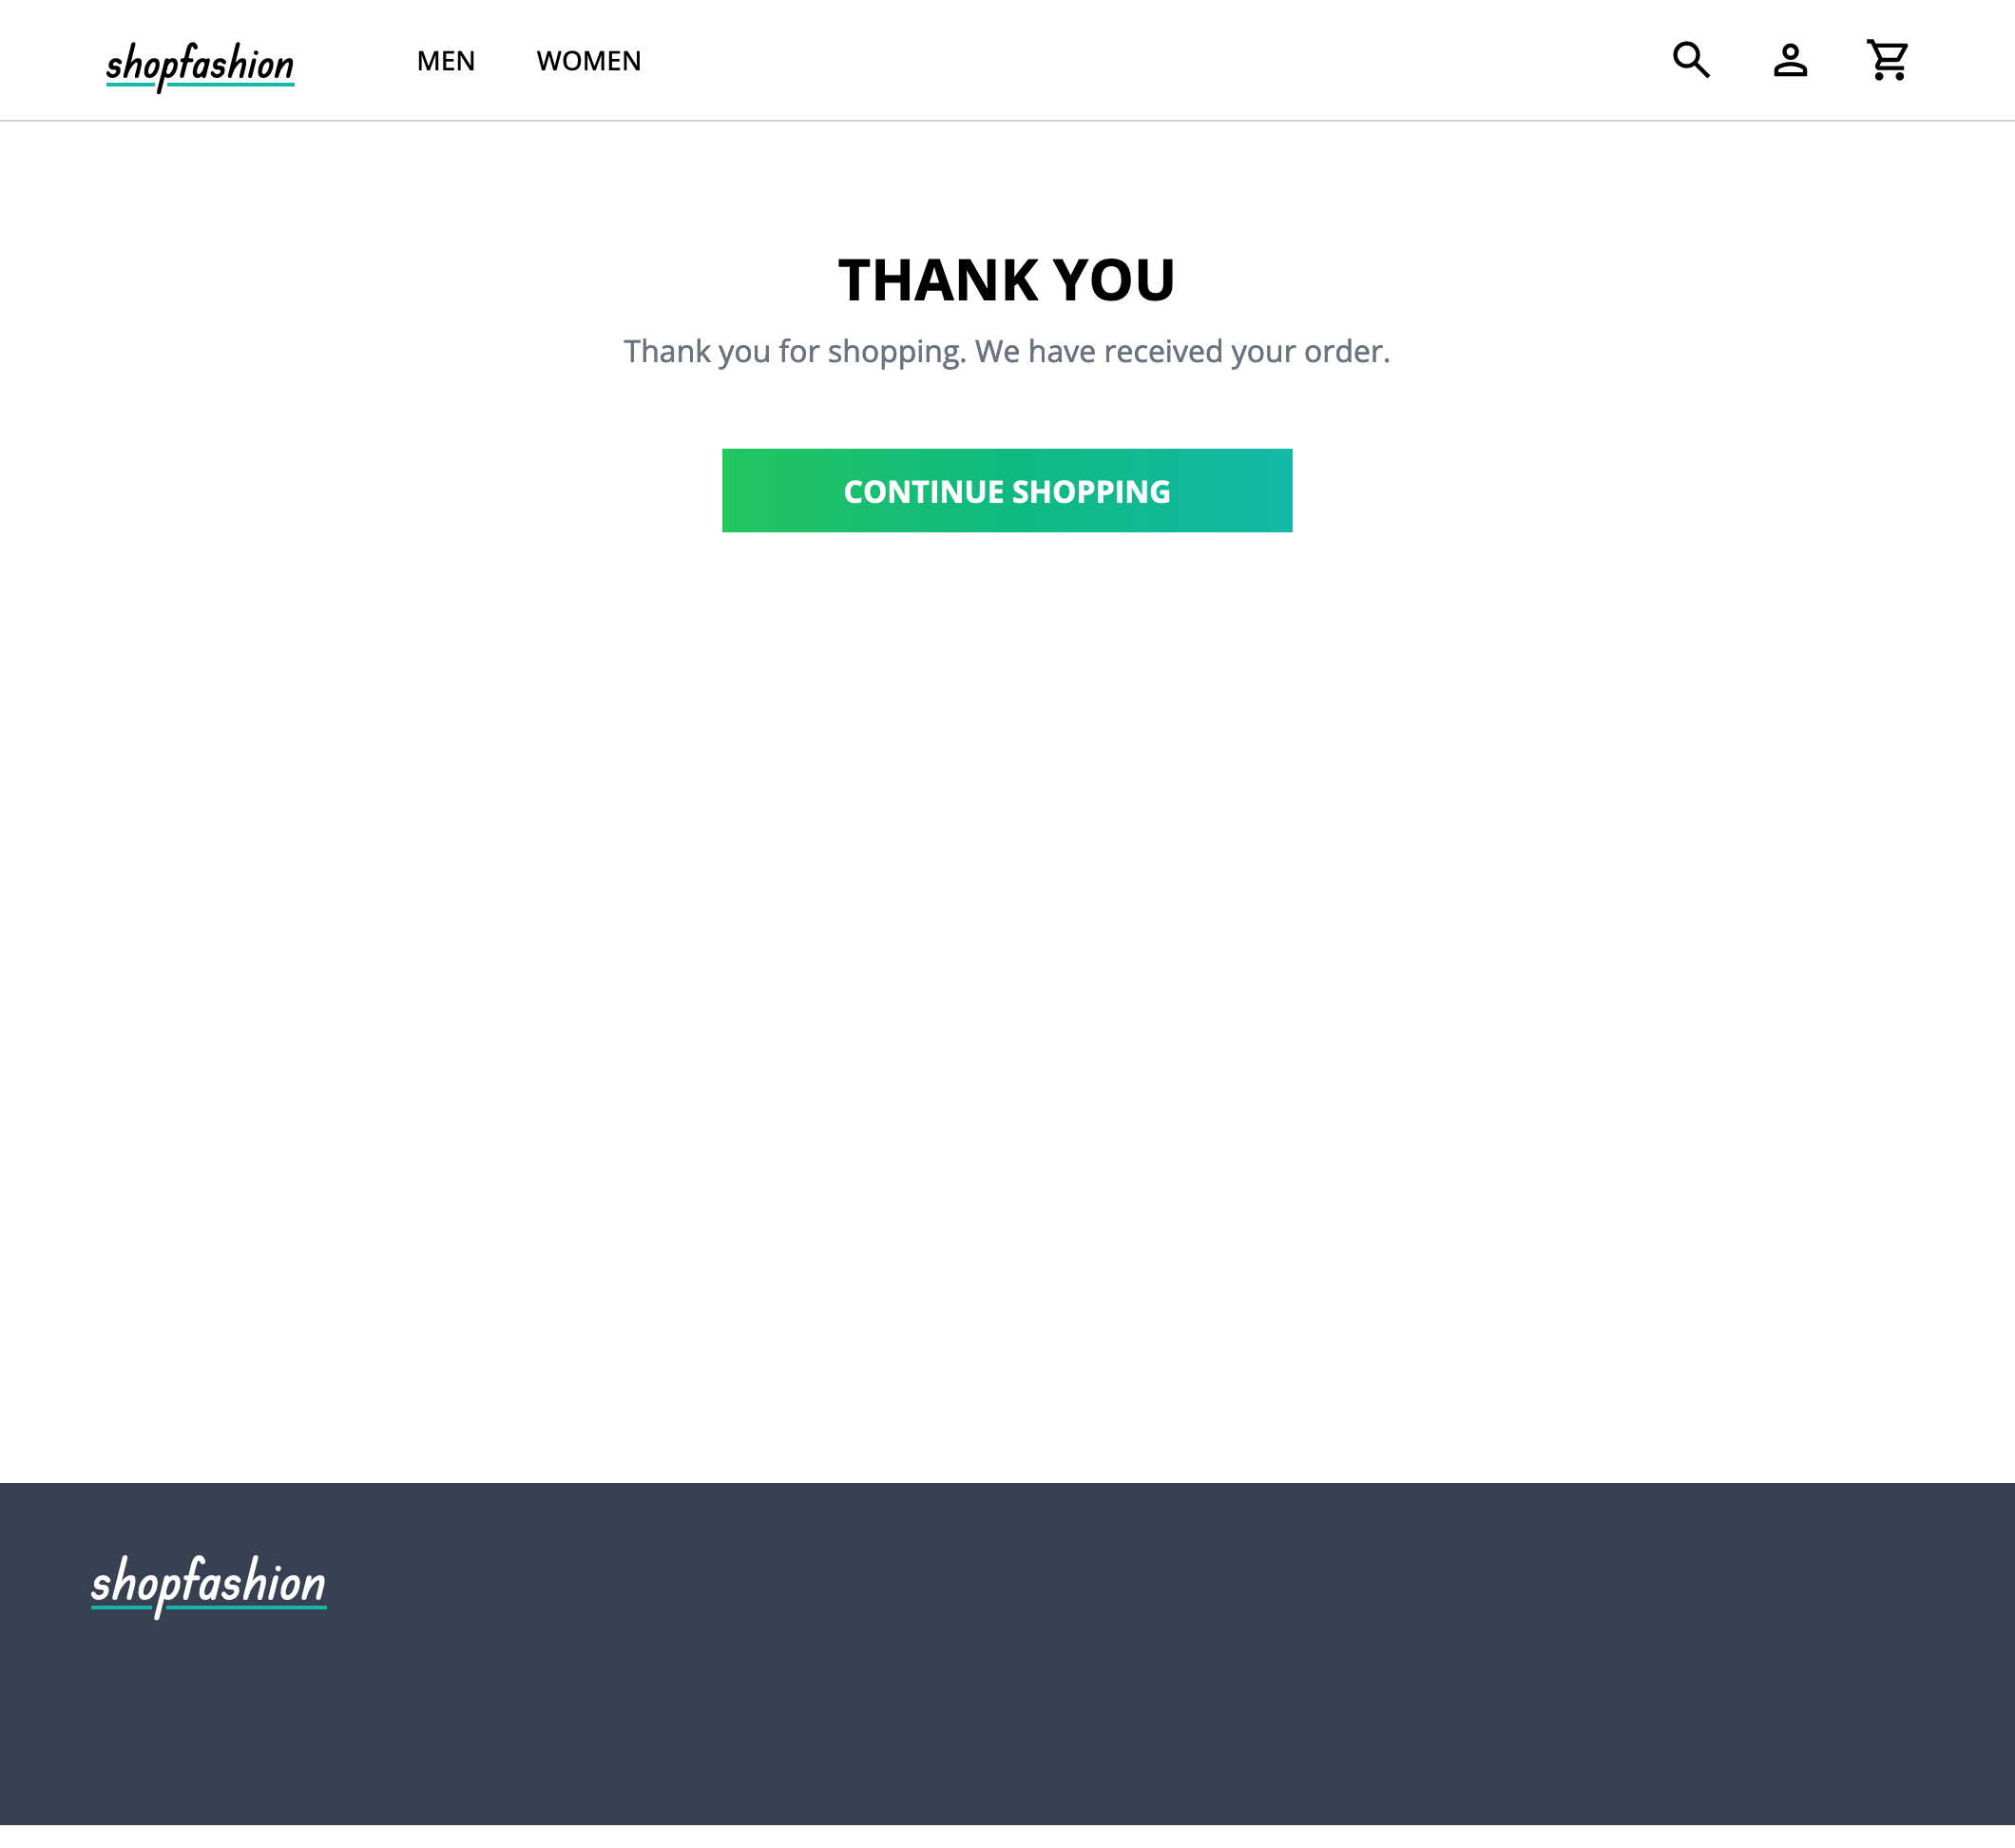 shopfashion MEN WOMEN
THANK YOU
Thank you for shopping. We have received your order.
CONTINUE SHOPPING
shopfashion